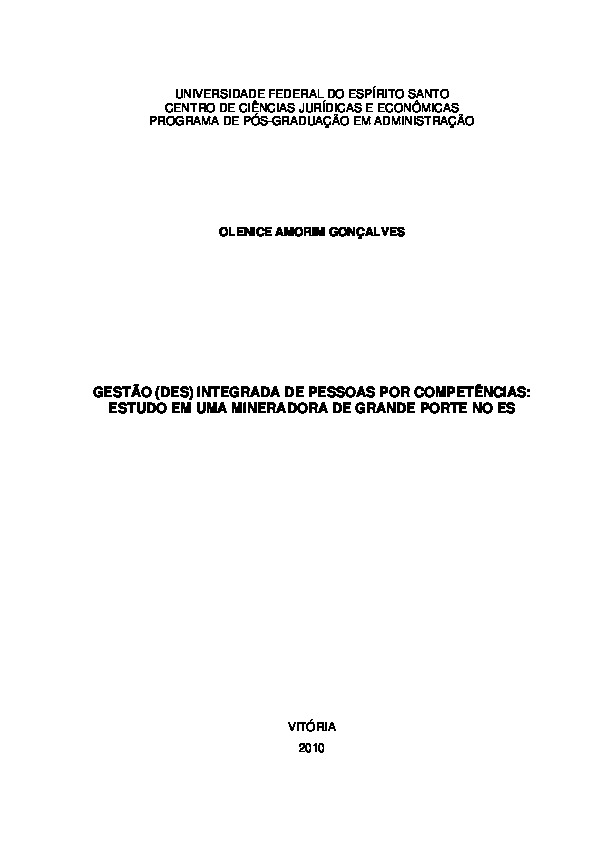 UNIVERSIDADE FEDERAL DO ESPÍRITO SANTO
CENTRO DE CIÊNCIAS JURÍDICAS E ECONÔMICAS
PROGRAMA DE PÓS-GRADUAÇÃO EM ADMINISTRAÇÃO
OLENICE AMORIM GONÇALVES
GESTÃO (DES) INTEGRADA DE PESSOAS POR COMPETÊNCIAS:
ESTUDO EM UMA MINERADORA DE GRANDE PORTE NO ES
VITÓRIA
2010